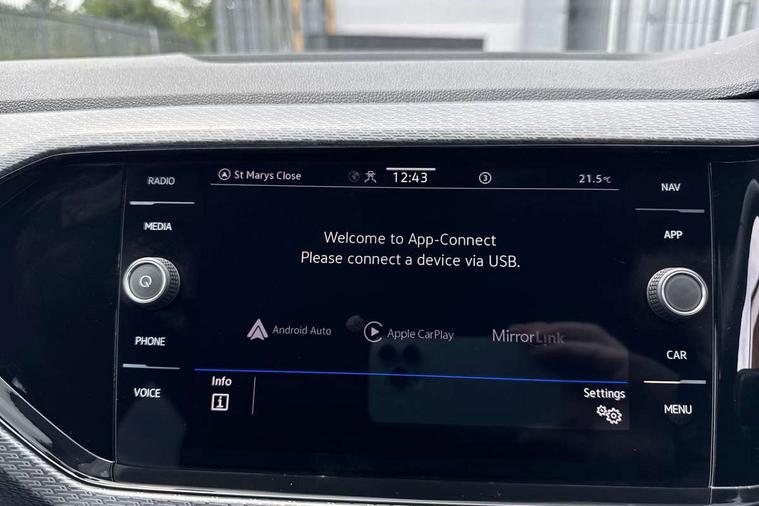 RADIO
MEDIA
PHONE
VOICE
St Marys Close
12:43
3
21.5°C
Welcome to App-Connect
Please connect a device via USB.
Android Auto
Apple CarPlay
MirrorLink
Info
i
Settings
NAV
APP
CAR
MENU